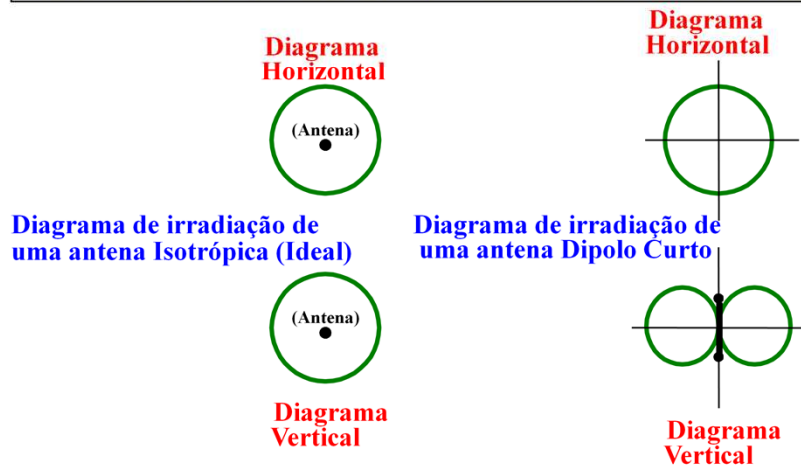 Diagrama
Horizontal
(Antena)
Diagrama de irradiação de
uma antena Isotrópica (Ideal)
(Antena)
Diagrama
Vertical
Diagrama
Horizontal
Diagrama de irradiação de
uma antena Dipolo Curto
Diagrama
Vertical